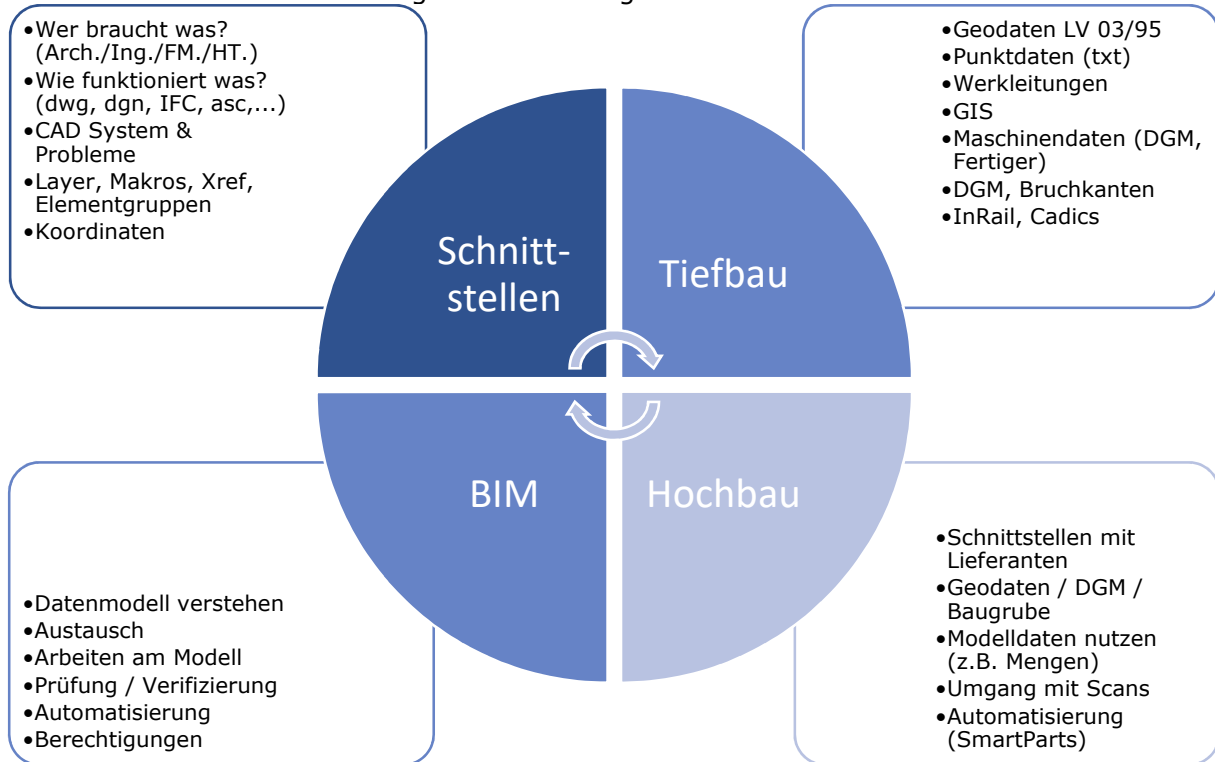 •Wer braucht was?
(Arch./Ing./FM./HT.)
•Wie funktioniert was?
(dwg, dgn, IFC, asc,...)
•CAD System &
Probleme
•Layer, Makros, Xref,
Elementgruppen
•Koordinaten
•Geodaten LV 03/95
•Punktdaten (txt)
•Werkleitungen
•GIS
•Maschinendaten (DGM,
Fertiger)
•DGM, Bruchkanten
•InRail, Cadics
Schnitt-
stellen
Tiefbau
BIM
Hochbau
•Datenmodell verstehen
•Austausch
•Arbeiten am Modell
•Prüfung / Verifizierung
•Automatisierung
•Berechtigungen
•Schnittstellen mit
Lieferanten
•Geodaten / DGM /
Baugrube
•Modelldaten nutzen
(z.B. Mengen)
•Umgang mit Scans
•Automatisierung
(SmartParts)